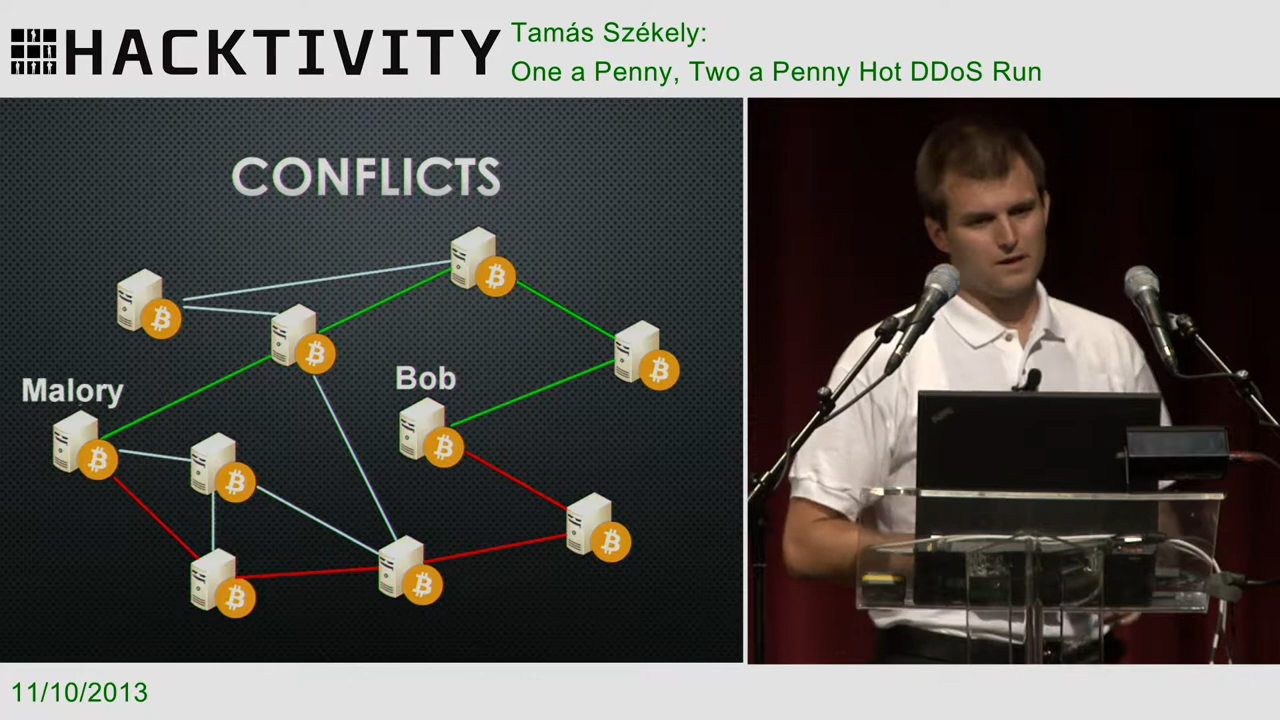 HACKTIVITY
Tamás Székely:
One a Penny, Two a Penny Hot DDoS Run
CONFLICTS
Malory
Bob
11/10/2013